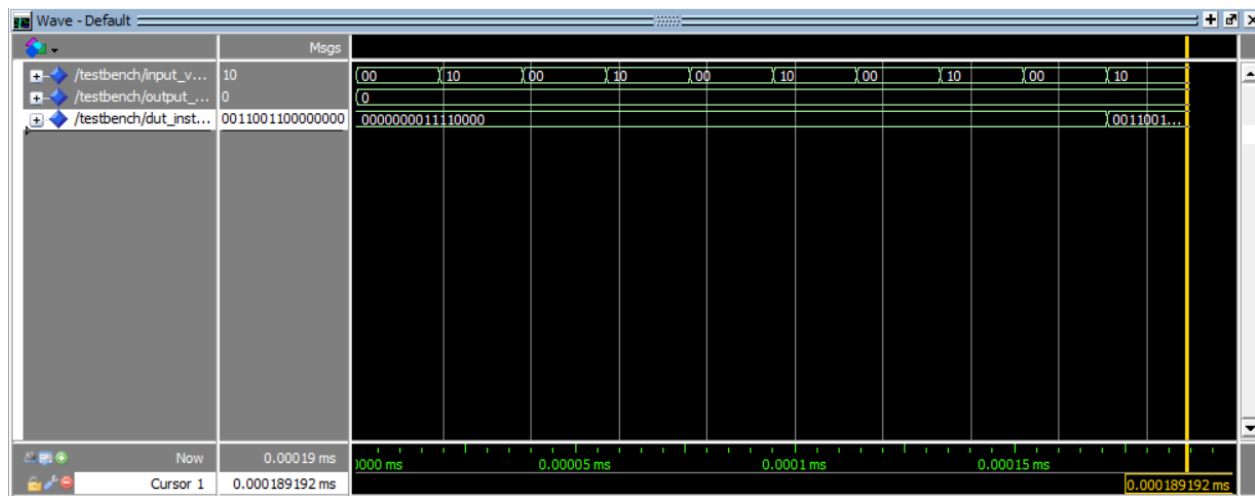 Wave - Default
Msgs
/testbench/input_v... 10 00 10 00 10 00 10 00 10 00 10
/testbench/output_... 0 0
/testbench/dut_inst... 0011001100000000 0000000011110000 0011001...
Now 0.00019 ms 0000 ms 0.00005 ms 0.0001 ms 0.00015 ms
Cursor 1 0.000189192 ms 0.000189192 ms